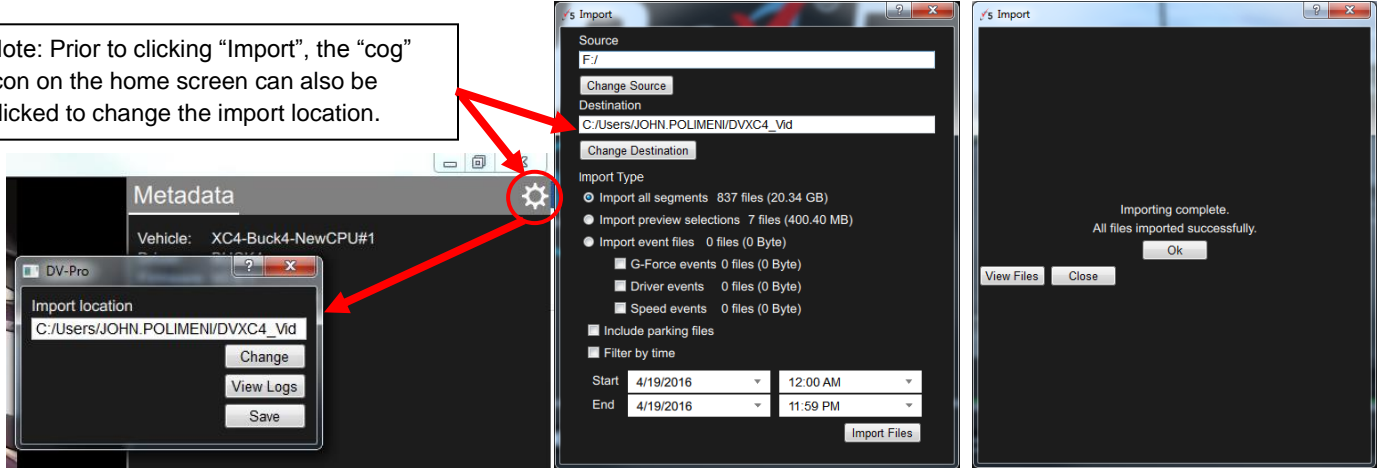 Note: Prior to clicking “Import”, the “cog”
icon on the home screen can also be
clicked to change the import location.
Metadata
Vehicle: XC4-Buck4-NewCPU#1
DV-Pro
Import location
C:/Users/JOHN.POLIMENI/DVXC4_Vid
Change
View Logs
Save
Import
Source
F:/
Change Source
Destination
C:/Users/JOHN.POLIMENI/DVXC4_Vid
Change Destination
Import Type
Import all segments 837 files (20.34 GB)
Import preview selections 7 files (400.40 MB)
Import event files 0 files (0 Byte)
G-Force events 0 files (0 Byte)
Driver events 0 files (0 Byte)
Speed events 0 files (0 Byte)
Include parking files
Filter by time
Start 4/19/2016 12:00 AM
End 4/19/2016 11:59 PM
Import Files
Import
Importing complete.
All files imported successfully.
Ok
View Files Close